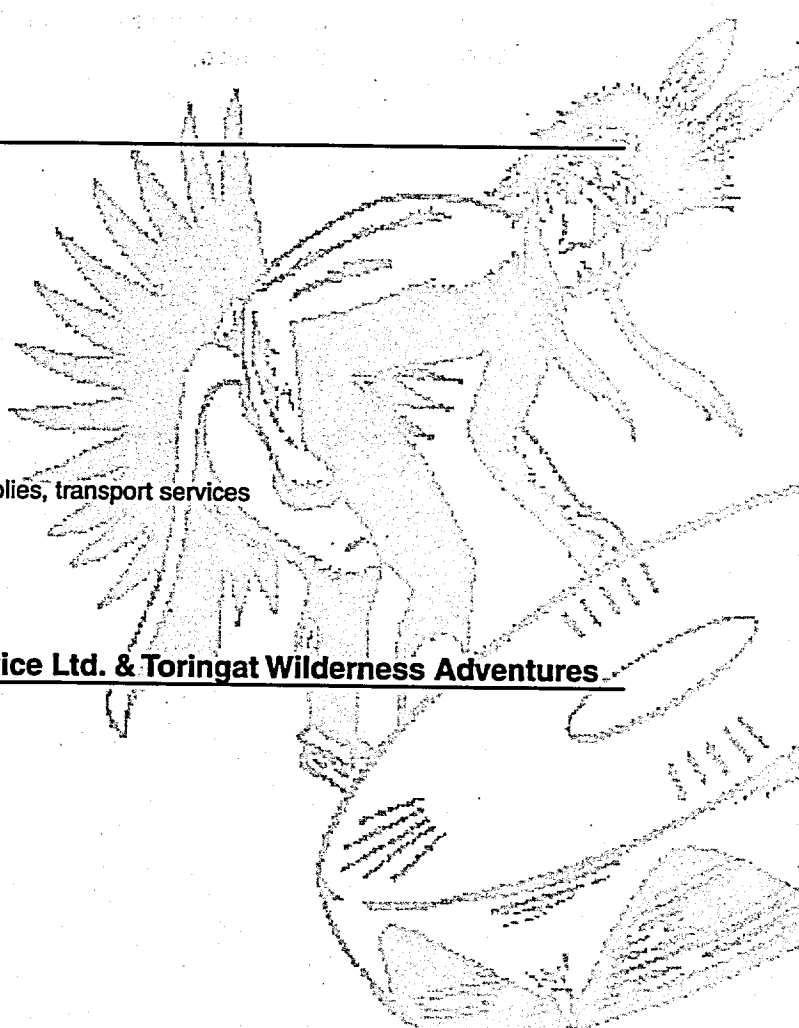 plies, transport services
ice Ltd. & Toringat Wilderness Adventures